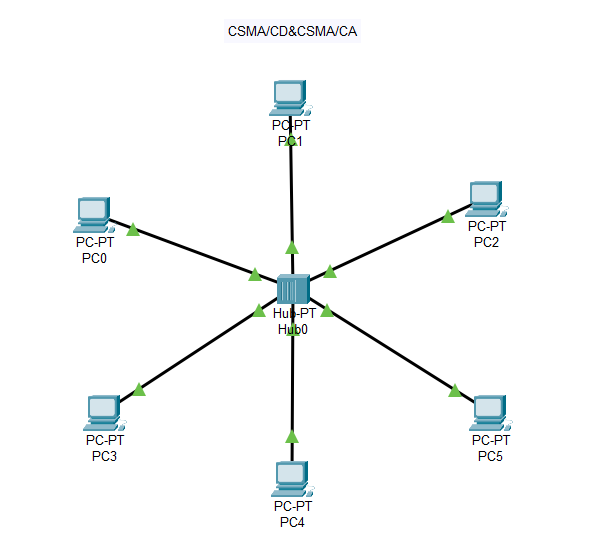 CSMA/CD&CSMA/CA
PC-PT
PC1
PC-PT
PC2
PC-PT
PC0
Hub-PT
Hub0
PC-PT
PC3
PC-PT
PC5
PC-PT
PC4